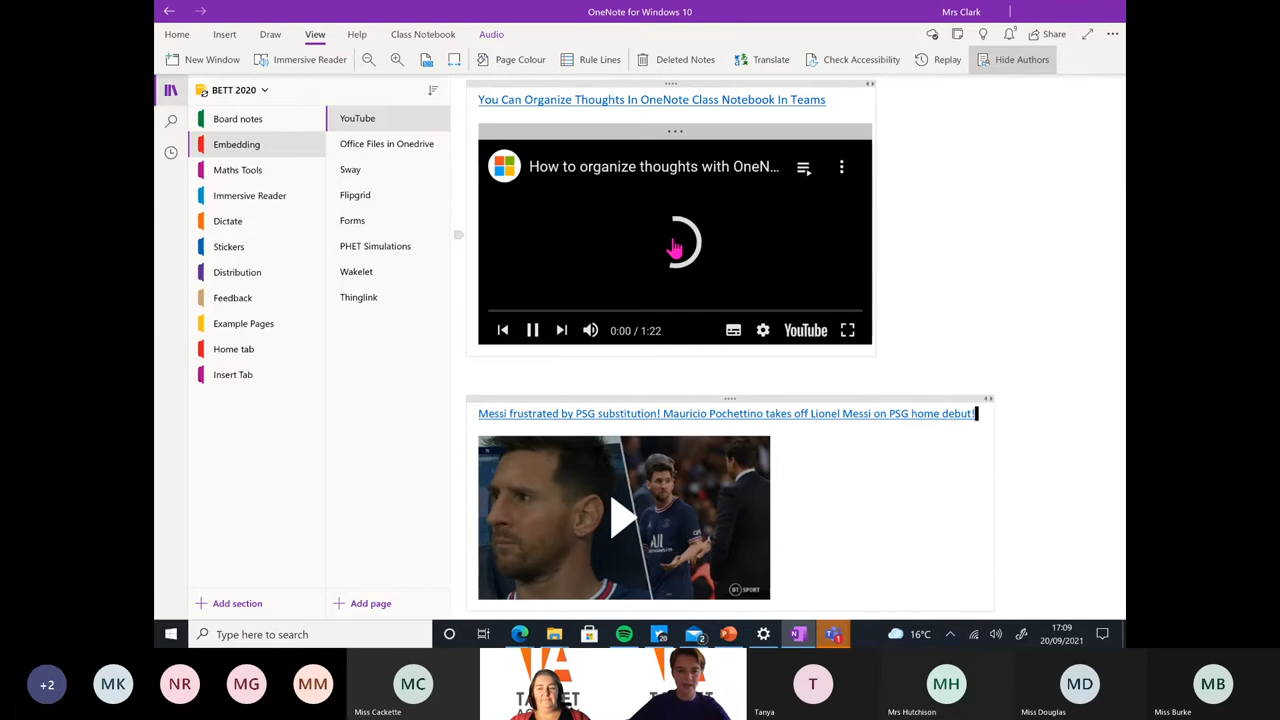 OneNote for Windows 10
Mrs Clark
Home Insert Draw View Help Class Notebook Audio
Share
New Window Immersive Reader Page Colour Rule Lines Deleted Notes Translate Check Accessibility Replay Hide Authors
BETT 2020
Board notes
Embedding
Maths Tools
Immersive Reader
Dictate
Stickers
Distribution
Feedback
Example Pages
Home tab
Insert Tab
Add section
YouTube
Office Files in Onedrive
Sway
Flipgrid
Forms
PHET Simulations
Wakelet
Thinglink
Add page
You Can Organize Thoughts In OneNote Class Notebook In Teams
How to organize thoughts with OneN...
0:00 / 1:22
YouTube
Messi frustrated by PSG substitution! Mauricio Pochettino takes off Lionel Messi on PSG home debut!
ALL
BT SPORT
Type here to search
20
2
1
16°C
17:09
20/09/2021
+2
MK
NR
MG
MM
MC
Miss Cackette
T
Tanya
MH
Mrs Hutchison
MD
Miss Douglas
MB
Miss Burke